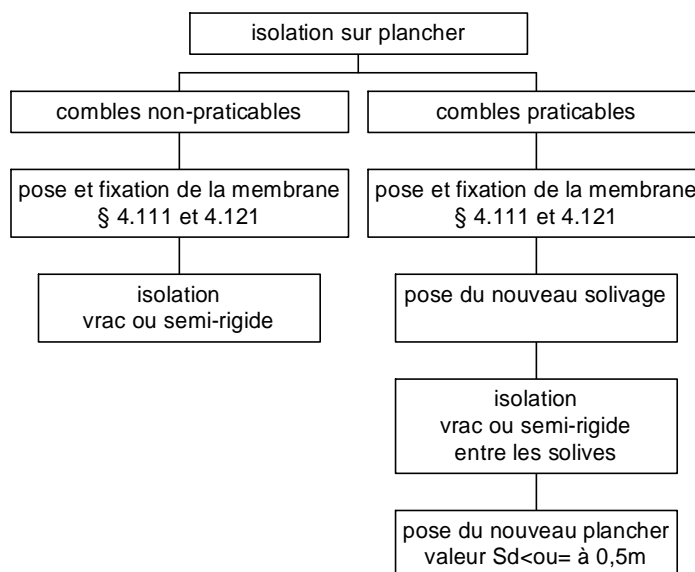 isolation sur plancher
combles non-praticables
combles praticables
pose et fixation de la membrane
§ 4.111 et 4.121
pose et fixation de la membrane
§ 4.111 et 4.121
isolation
vrac ou semi-rigide
pose du nouveau solivage
isolation
vrac ou semi-rigide
entre les solives
pose du nouveau plancher
valeur Sd<ou= à 0,5m